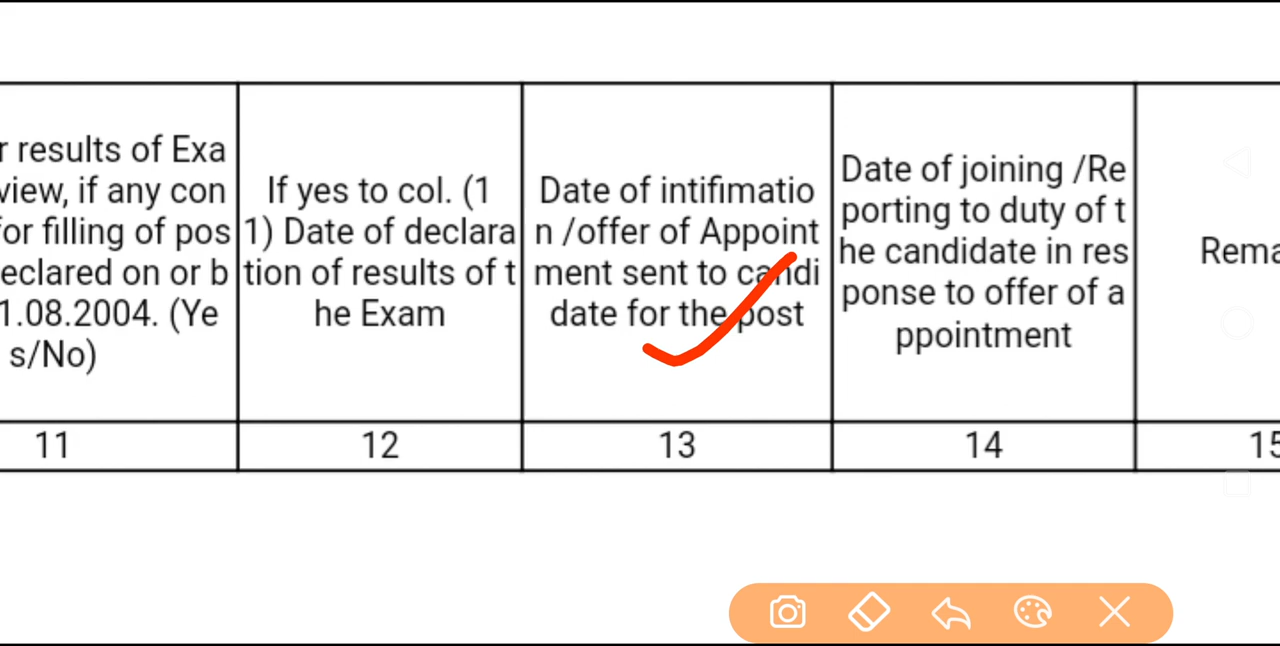 r results of Exa
view, if any con
for filling of pos
eclared on or b
1.08.2004. (Ye
s/No)
If yes to col. (1
1) Date of declara
tion of results of t
he Exam
Date of intifimatio
n /offer of Appoint
ment sent to candi
date for the post
Date of joining /Re
porting to duty of t
he candidate in res
ponse to offer of a
ppointment
Rema
11
12
13
14
15